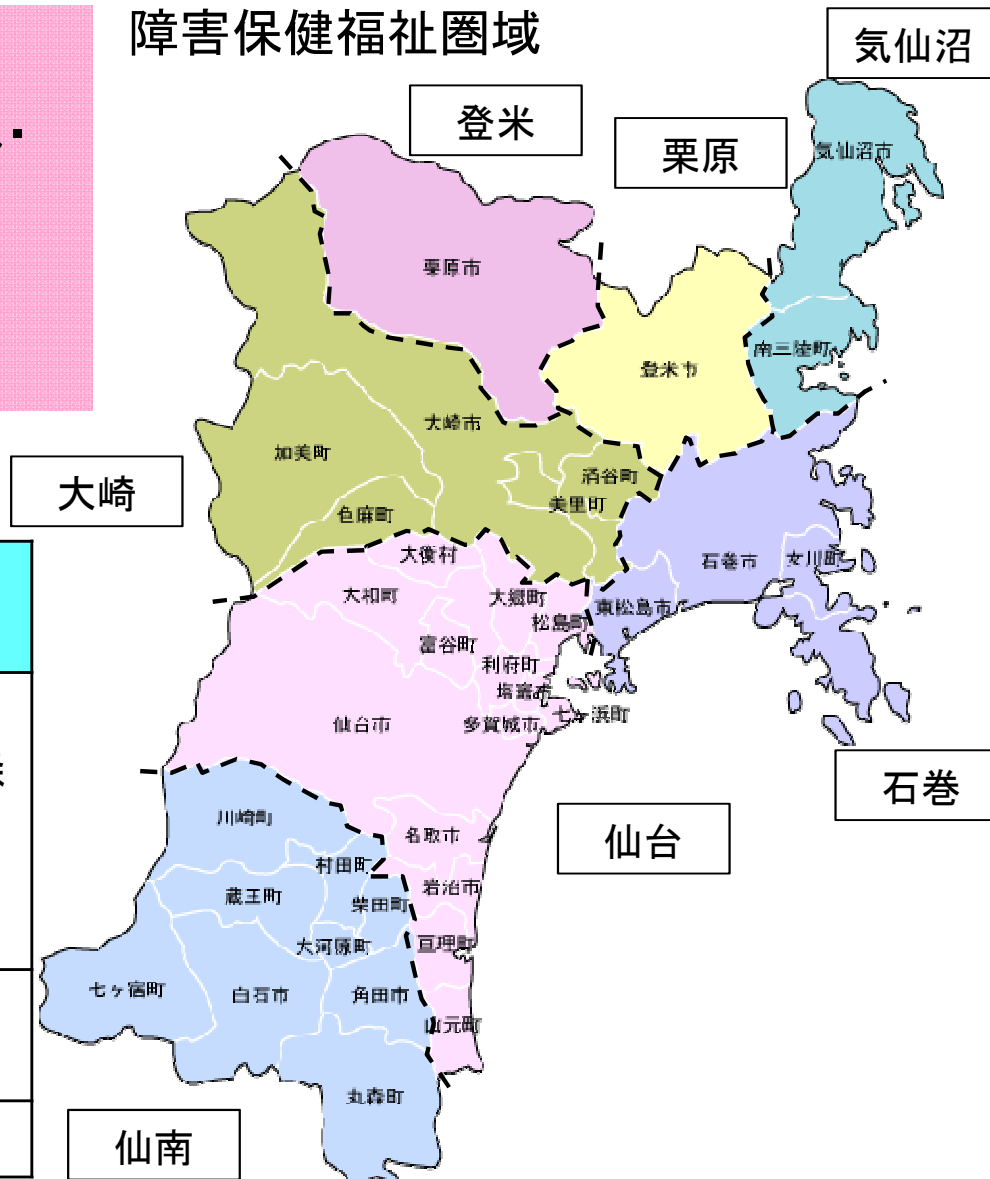 障害保健福祉圏域
気仙沼
登米
栗原
気仙沼市
栗原市
南三陸町
登米市
大崎市
加美町
涌谷町
大崎
美里町
色麻町
大衡村
石巻市
女川町
大和町
大郷町
東松島市
松島町
富谷町
利府町
塩竈市
七ヶ浜町
仙台市
多賀城市
石巻
川崎町
名取市
仙台
村田町
岩沼市
蔵王町
柴田町
大河原町
亘理町
七ヶ宿町
白石市
角田市
山元町
丸森町
仙南